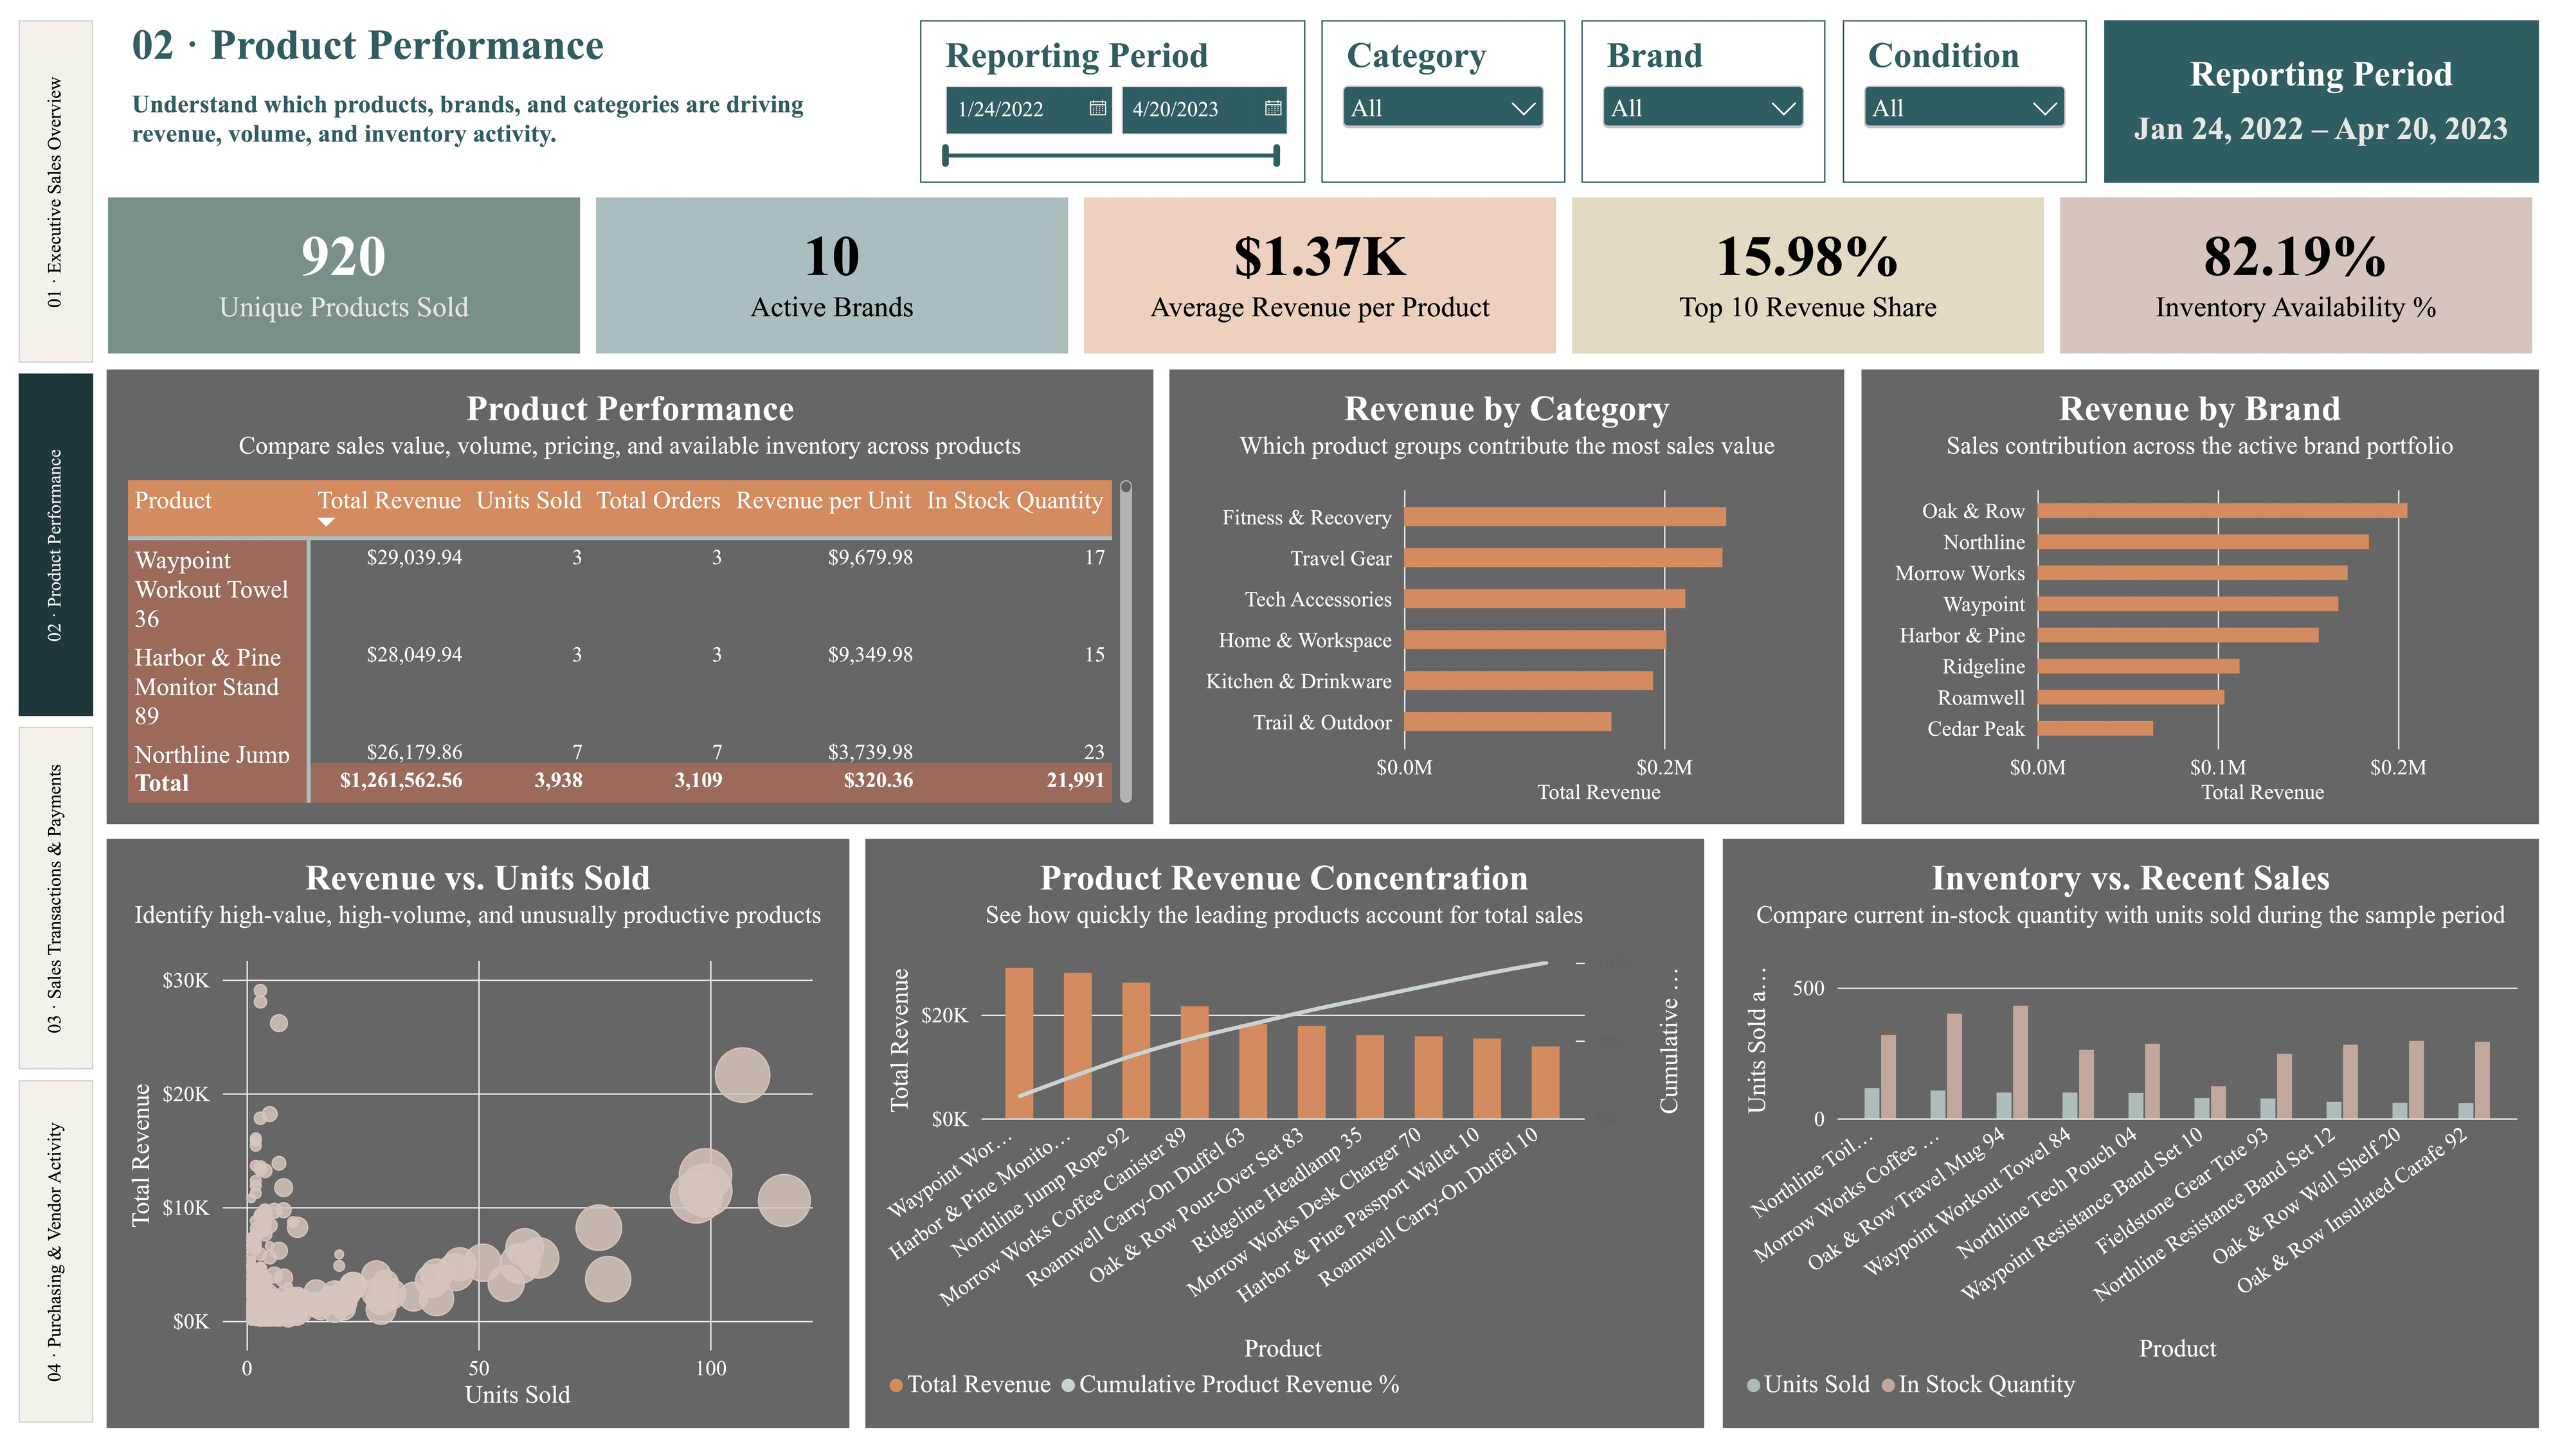 01 · Executive Sales Overview
02 · Product Performance
03 · Sales Transactions & Payments
04 · Purchasing & Vendor Activity
02 · Product Performance
Understand which products, brands, and categories are driving
revenue, volume, and inventory activity.
Reporting Period
1/24/2022
4/20/2023
Category
All
Brand
All
Condition
All
Reporting Period
Jan 24, 2022 – Apr 20, 2023
920
Unique Products Sold
10
Active Brands
$1.37K
Average Revenue per Product
15.98%
Top 10 Revenue Share
82.19%
Inventory Availability %
Product Performance
Compare sales value, volume, pricing, and available inventory across products
Product Total Revenue Units Sold Total Orders Revenue per Unit In Stock Quantity
Waypoint $29,039.94 3 3 $9,679.98 17
Workout Towel
36
Harbor & Pine $28,049.94 3 3 $9,349.98 15
Monitor Stand
89
Northline Jump $26,179.86 7 7 $3,739.98 23
Total $1,261,562.56 3,938 3,109 $320.36 21,991
Revenue by Category
Which product groups contribute the most sales value
Fitness & Recovery
Travel Gear
Tech Accessories
Home & Workspace
Kitchen & Drinkware
Trail & Outdoor
$0.0M $0.2M
Total Revenue
Revenue by Brand
Sales contribution across the active brand portfolio
Oak & Row
Northline
Morrow Works
Waypoint
Harbor & Pine
Ridgeline
Roamwell
Cedar Peak
$0.0M $0.1M $0.2M
Total Revenue
Revenue vs. Units Sold
Identify high-value, high-volume, and unusually productive products
Total Revenue
$30K
$20K
$10K
$0K
0 50 100
Units Sold
Product Revenue Concentration
See how quickly the leading products account for total sales
Total Revenue
$20K
$0K
Cumulative …
Waypoint Wor…
Harbor & Pine Monito…
Northline Jump Rope 92
Morrow Works Coffee Canister 89
Roamwell Carry-On Duffel 63
Oak & Row Pour-Over Set 83
Ridgeline Headlamp 35
Morrow Works Desk Charger 70
Harbor & Pine Passport Wallet 10
Roamwell Carry-On Duffel 10
Product
Total Revenue Cumulative Product Revenue %
Inventory vs. Recent Sales
Compare current in-stock quantity with units sold during the sample period
Units Sold a…
500
0
Northline Toil…
Morrow Works Coffee …
Oak & Row Travel Mug 94
Waypoint Workout Towel 84
Northline Tech Pouch 04
Waypoint Resistance Band Set 10
Fieldstone Gear Tote 93
Northline Resistance Band Set 12
Oak & Row Wall Shelf 20
Oak & Row Insulated Carafe 92
Product
Units Sold In Stock Quantity